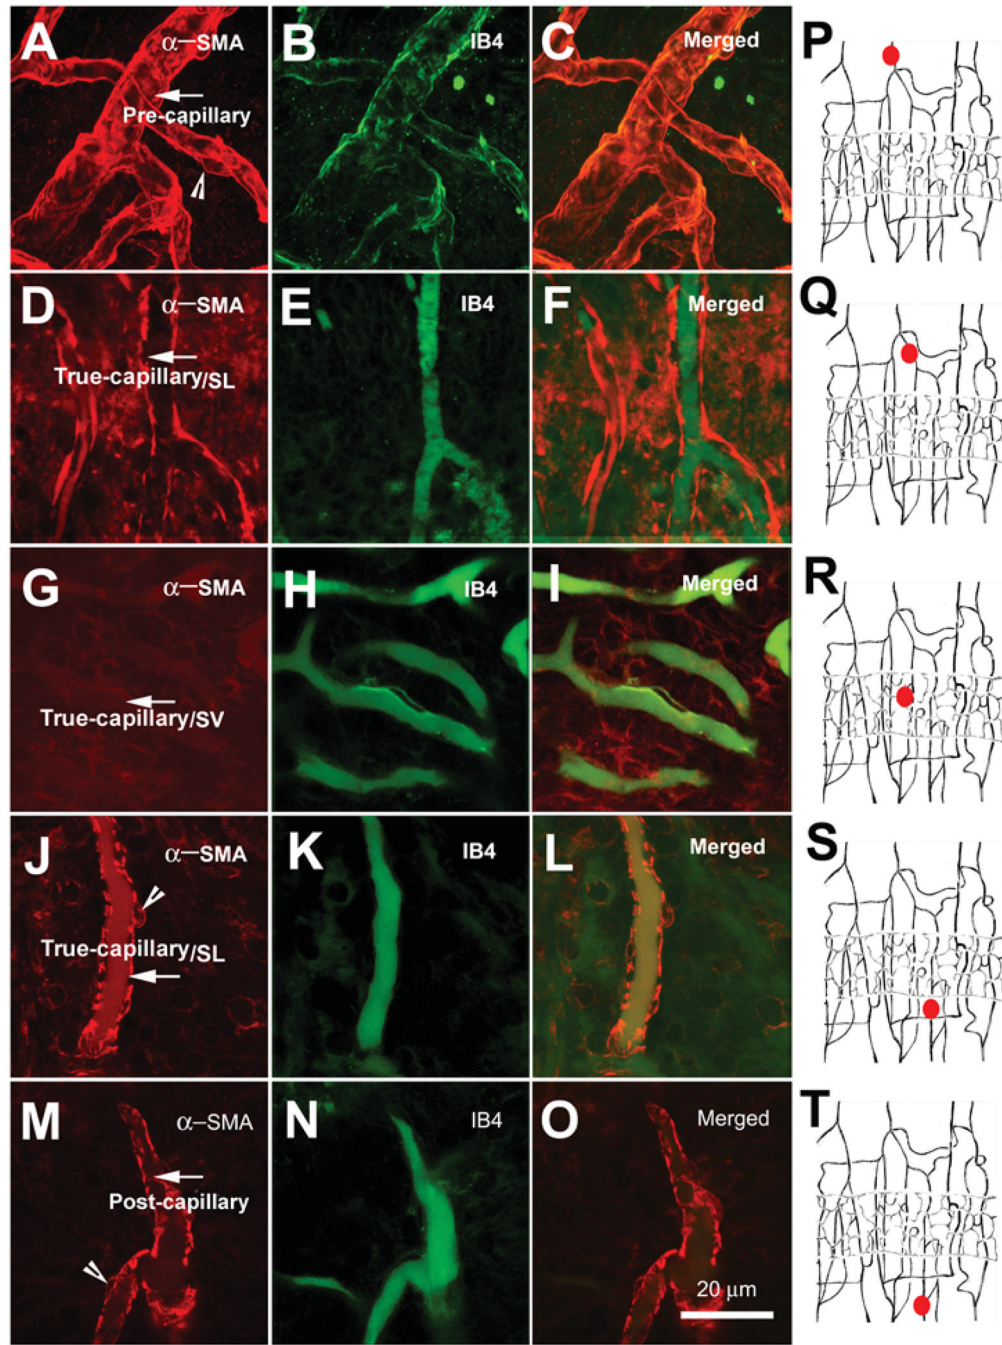 A α–SMA B IB4 C Merged P
Pre-capillary
D α–SMA E IB4 F Merged Q
True-capillary/SL
G α–SMA H IB4 I Merged R
True-capillary/SV
J α–SMA K IB4 L Merged S
True-capillary/SL
M α–SMA N IB4 O Merged T
Post-capillary
20 μm